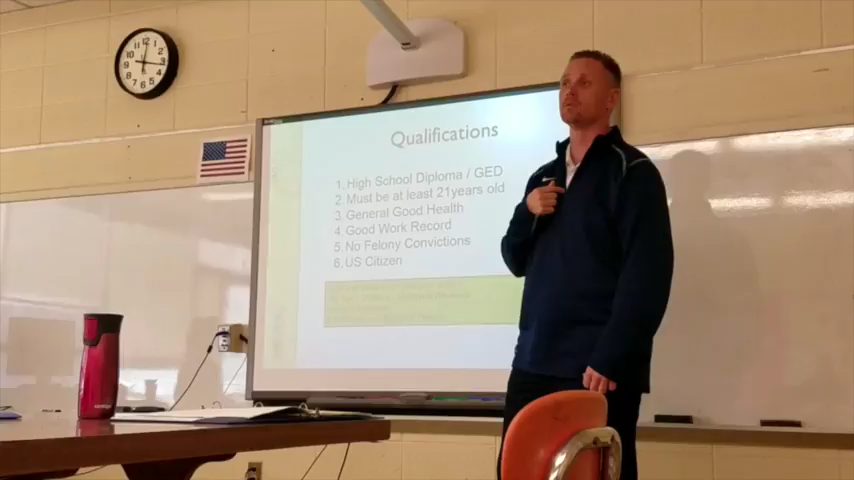 Qualifications
1. High School Diploma / GED
2. Must be at least 21years old
3. General Good Health
4. Good Work Record
5. No Felony Convictions
6. US Citizen